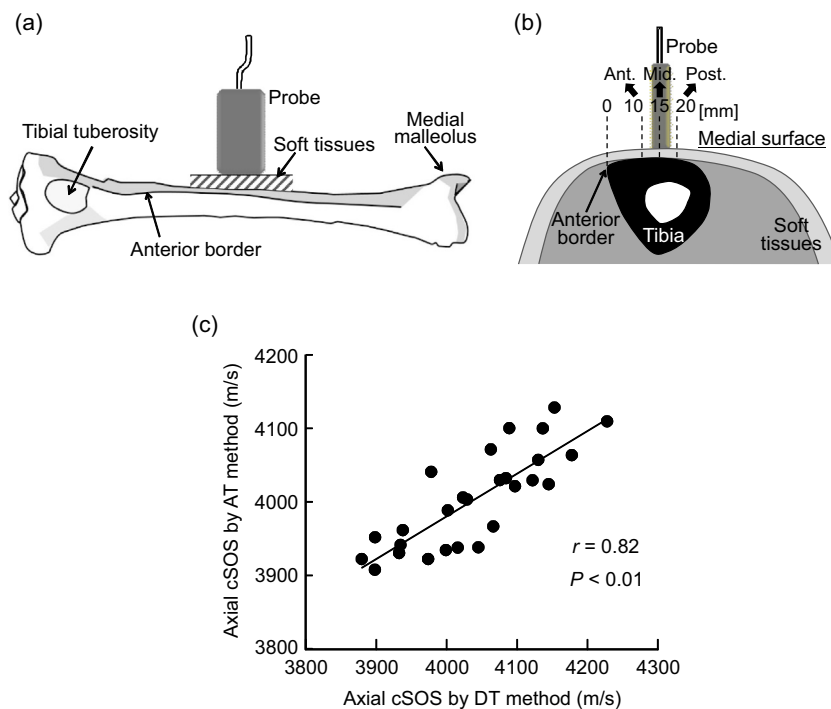 (a)
Probe
Tibial tuberosity
Soft tissues
Medial
malleolus
Anterior border
(b)
Probe
Ant. Mid. Post.
0 10 15 20 [mm]
Medial surface
Anterior
border
Tibia
Soft
tissues
(c)
Axial cSOS by AT method (m/s)
4200
4100
4000
3900
3800
r = 0.82
P < 0.01
3800 3900 4000 4100 4200 4300
Axial cSOS by DT method (m/s)